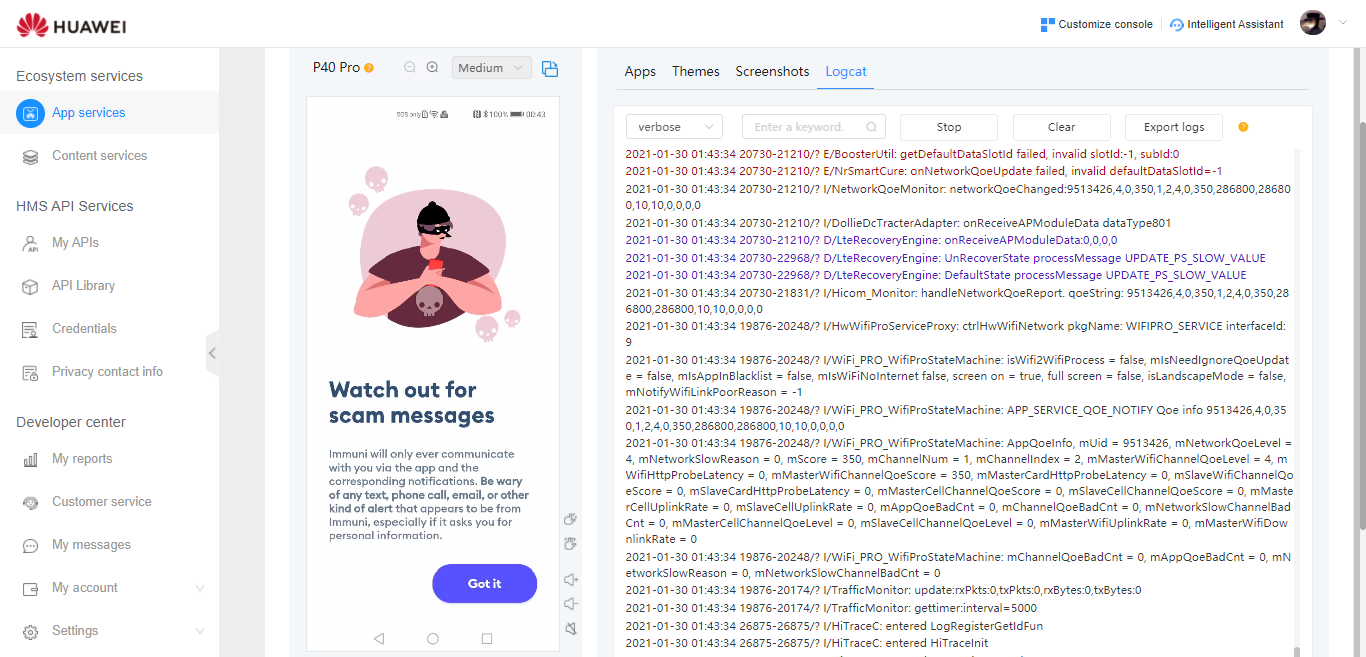 HUAWEI
Customize console
Intelligent Assistant
Ecosystem services
App services
Content services
HMS API Services
My APIs
API Library
Credentials
Privacy contact info
Developer center
My reports
Customer service
My messages
My account
Settings
P40 Pro
Medium
SOS only
100% 00:43
Watch out for
scam messages
Immuni will only ever communicate
with you via the app and the
corresponding notifications. Be wary
of any text, phone call, email, or other
kind of alert that appears to be from
Immuni, especially if it asks you for
personal information.
Got it
Apps Themes Screenshots Logcat
verbose
Enter a keyword.
Stop
Clear
Export logs
2021-01-30 01:43:34 20730-21210/? E/BoosterUtil: getDefaultDataSlotId failed, invalid slotId:-1, subId:0
2021-01-30 01:43:34 20730-21210/? E/NrSmartCure: onNetworkQoeUpdate failed, invalid defaultDataSlotId=-1
2021-01-30 01:43:34 20730-21210/? I/NetworkQoeMonitor: networkQoeChanged:9513426,4,0,350,1,2,4,0,350,286800,28680
0,10,10,0,0,0,0
2021-01-30 01:43:34 20730-21210/? I/DollieDcTracterAdapter: onReceiveAPModuleData dataType801
2021-01-30 01:43:34 20730-21210/? D/LteRecoveryEngine: onReceiveAPModuleData:0,0,0,0
2021-01-30 01:43:34 20730-22968/? D/LteRecoveryEngine: UnRecoverState processMessage UPDATE_PS_SLOW_VALUE
2021-01-30 01:43:34 20730-22968/? D/LteRecoveryEngine: DefaultState processMessage UPDATE_PS_SLOW_VALUE
2021-01-30 01:43:34 20730-21831/? I/Hicom_Monitor: handleNetworkQoeReport. qoeString: 9513426,4,0,350,1,2,4,0,350,28
6800,286800,10,10,0,0,0,0
2021-01-30 01:43:34 19876-20248/? I/HwWifiProServiceProxy: ctrlHwWifiNetwork pkgName: WIFIPRO_SERVICE interfaceId:
9
2021-01-30 01:43:34 19876-20248/? I/WiFi_PRO_WifiProStateMachine: isWifi2WifiProcess = false, mIsNeedIgnoreQoeUpdat
e = false, mIsAppInBlacklist = false, mIsWiFiNoInternet false, screen on = true, full screen = false, isLandscapeMode = false,
mNotifyWifiLinkPoorReason = -1
2021-01-30 01:43:34 19876-20248/? I/WiFi_PRO_WifiProStateMachine: APP_SERVICE_QOE_NOTIFY Qoe info 9513426,4,0,35
0,1,2,4,0,350,286800,286800,10,10,0,0,0,0
2021-01-30 01:43:34 19876-20248/? I/WiFi_PRO_WifiProStateMachine: AppQoeInfo, mUid = 9513426, mNetworkQoeLevel =
4, mNetworkSlowReason = 0, mScore = 350, mChannelNum = 1, mChannelIndex = 2, mMasterWifiChannelQoeLevel = 4, m
WifiHttpProbeLatency = 0, mMasterWifiChannelQoeScore = 350, mMasterCardHttpProbeLatency = 0, mSlaveWifiChannelQo
eScore = 0, mSlaveCardHttpProbeLatency = 0, mMasterCellChannelQoeScore = 0, mSlaveCellChannelQoeScore = 0, mMaste
rCellUplinkRate = 0, mSlaveCellUplinkRate = 0, mAppQoeBadCnt = 0, mChannelQoeBadCnt = 0, mNetworkSlowChannelBad
Cnt = 0, mMasterCellChannelQoeLevel = 0, mSlaveCellChannelQoeLevel = 0, mMasterWifiUplinkRate = 0, mMasterWifiDow
nlinkRate = 0
2021-01-30 01:43:34 19876-20248/? I/WiFi_PRO_WifiProStateMachine: mChannelQoeBadCnt = 0, mAppQoeBadCnt = 0, mN
etworkSlowReason = 0, mNetworkSlowChannelBadCnt = 0
2021-01-30 01:43:34 19876-20174/? I/TrafficMonitor: update:rxPkts:0,txPkts:0,rxBytes:0,txBytes:0
2021-01-30 01:43:34 19876-20174/? I/TrafficMonitor: gettimer:interval=5000
2021-01-30 01:43:34 26875-26875/? I/HiTraceC: entered LogRegisterGetIdFun
2021-01-30 01:43:34 26875-26875/? I/HiTraceC: entered HiTraceInit